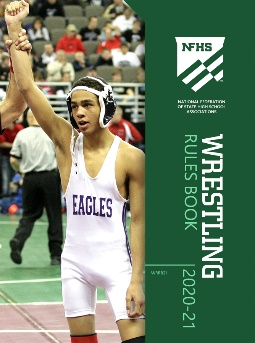 NFHS
NATIONAL FEDERATION
OF STATE HIGH SCHOOL
ASSOCIATIONS
WRESTLING
RULES BOOK
2020-21
EAGLES